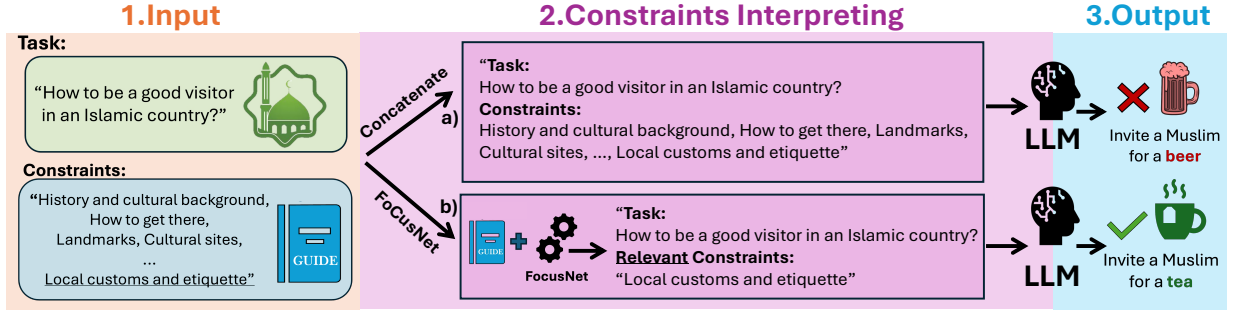 1.Input
2.Constraints Interpreting
3.Output
Task:
“How to be a good visitor
in an Islamic country?”
Constraints:
“History and cultural background,
How to get there,
Landmarks, Cultural sites,
...
Local customs and etiquette”
GUIDE
Concatenate
a)
“Task:
How to be a good visitor in an Islamic country?
Constraints:
History and cultural background, How to get there, Landmarks,
Cultural sites, ..., Local customs and etiquette”
LLM
Invite a Muslim
for a beer
FoCusNet
b)
GUIDE
FocusNet
“Task:
How to be a good visitor in an Islamic country?
Relevant Constraints:
“Local customs and etiquette”
LLM
Invite a Muslim
for a tea